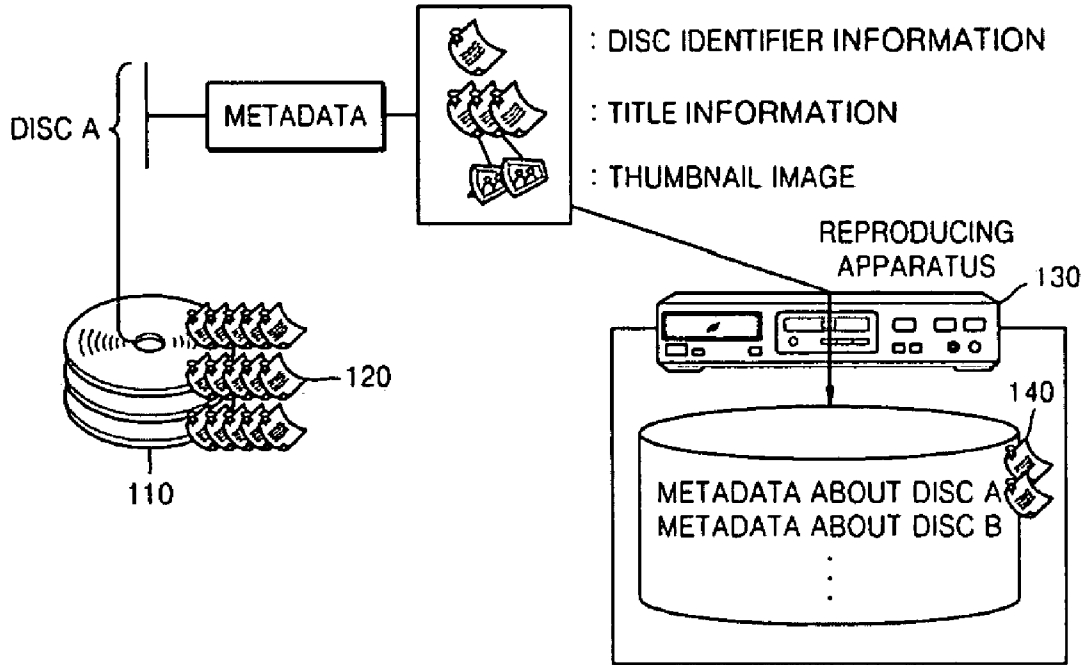 : DISC IDENTIFIER INFORMATION
DISC A
METADATA
: TITLE INFORMATION
: THUMBNAIL IMAGE
REPRODUCING
APPARATUS
130
120
140
110
METADATA ABOUT DISC A
METADATA ABOUT DISC B